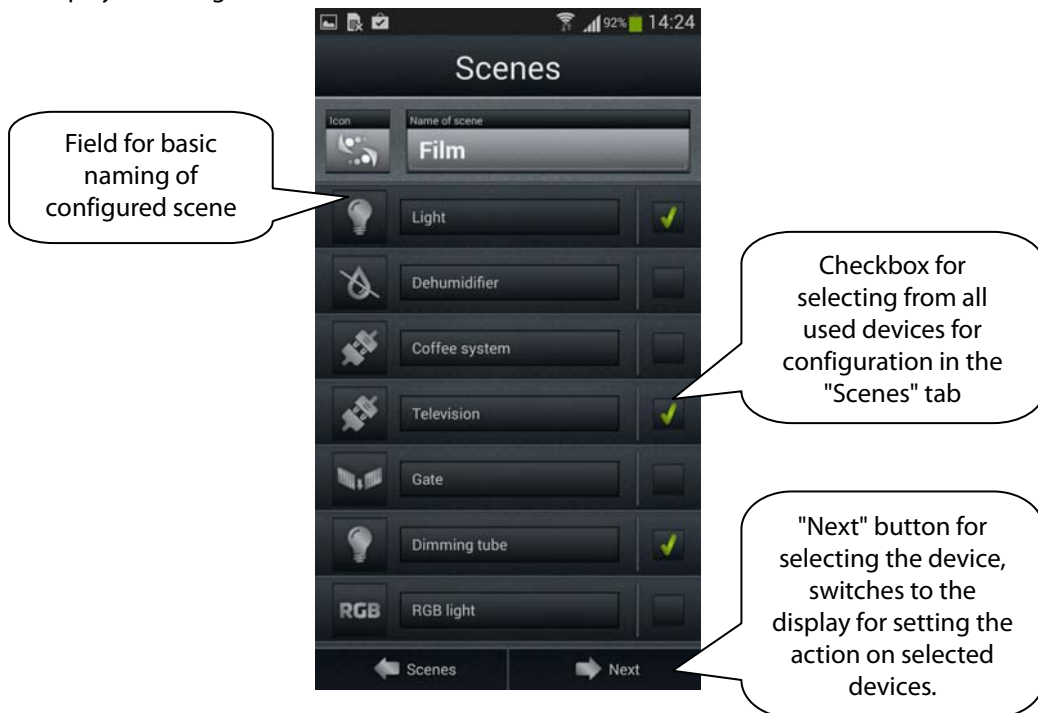 14:24
92%
Scenes
Icon
Name of scene
Film
Field for basic
naming of
configured scene
Light
Dehumidifier
Coffee system
Television
Gate
Dimming tube
RGB
RGB light
Scenes
Next
Checkbox for
selecting from all
used devices for
configuration in the
"Scenes" tab
"Next" button for
selecting the device,
switches to the
display for setting the
action on selected
devices.